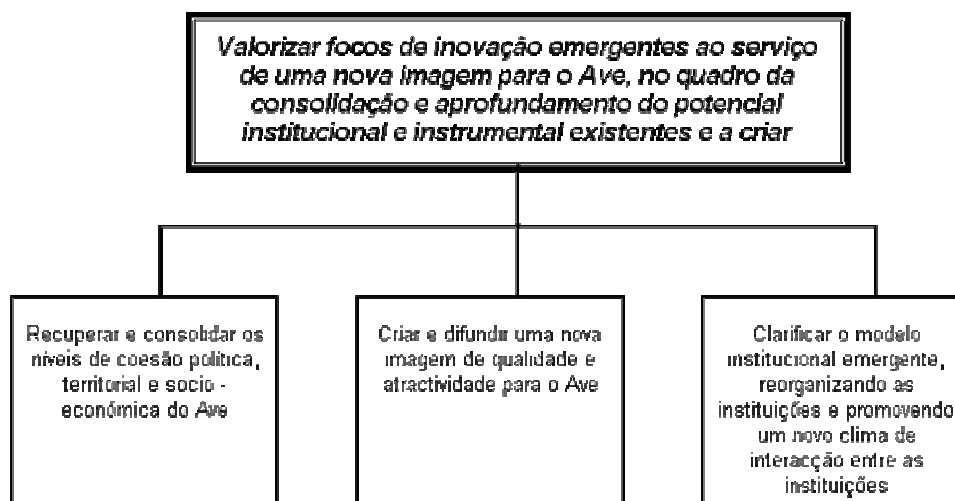 Valorizar focos de inovação emergentes ao serviço
de uma nova imagem para o Ave, no quadro da
consolidação e aprofundamento do potencial
institucional e instrumental existentes e a criar
Recuperar e consolidar os
níveis de coesão política,
territorial e socio -
económica do Ave
Criar e difundir uma nova
imagem de qualidade e
atractividade para o Ave
Clarificar o modelo
institucional emergente,
reorganizando as
instituições e promovendo
um novo clima de
interacção entre as
instituições